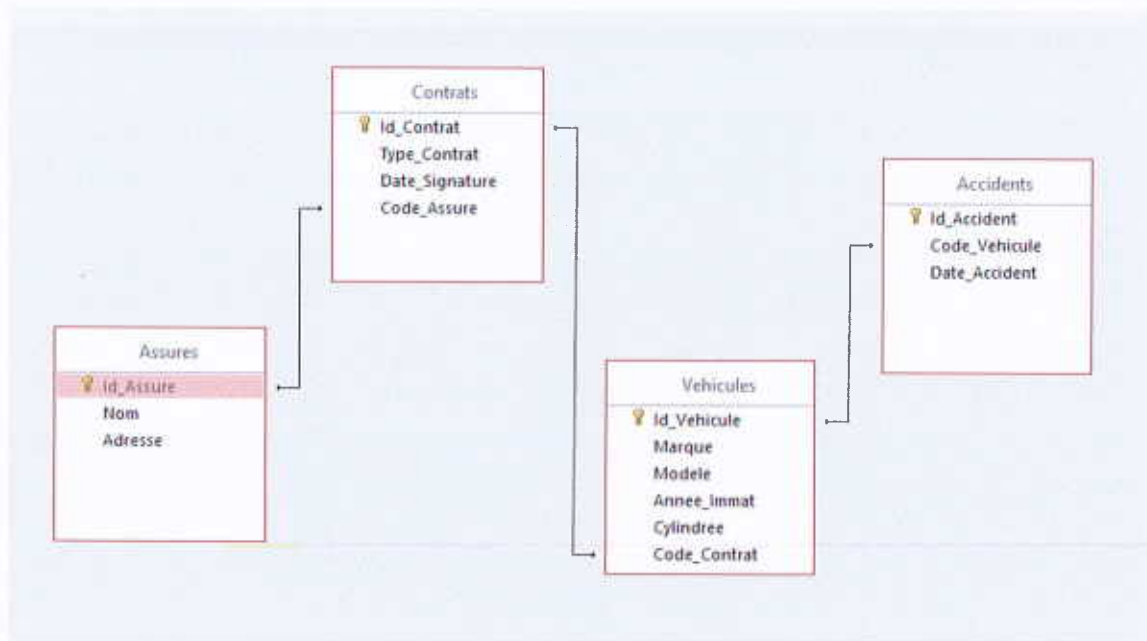 Contrats
Id_Contrat
Type_Contrat
Date_Signature
Code_Assure
Accidents
Id_Accident
Code_Vehicule
Date_Accident
Assures
Id_Assure
Nom
Adresse
Vehicules
Id_Vehicule
Marque
Modele
Annee_Immat
Cylindree
Code_Contrat